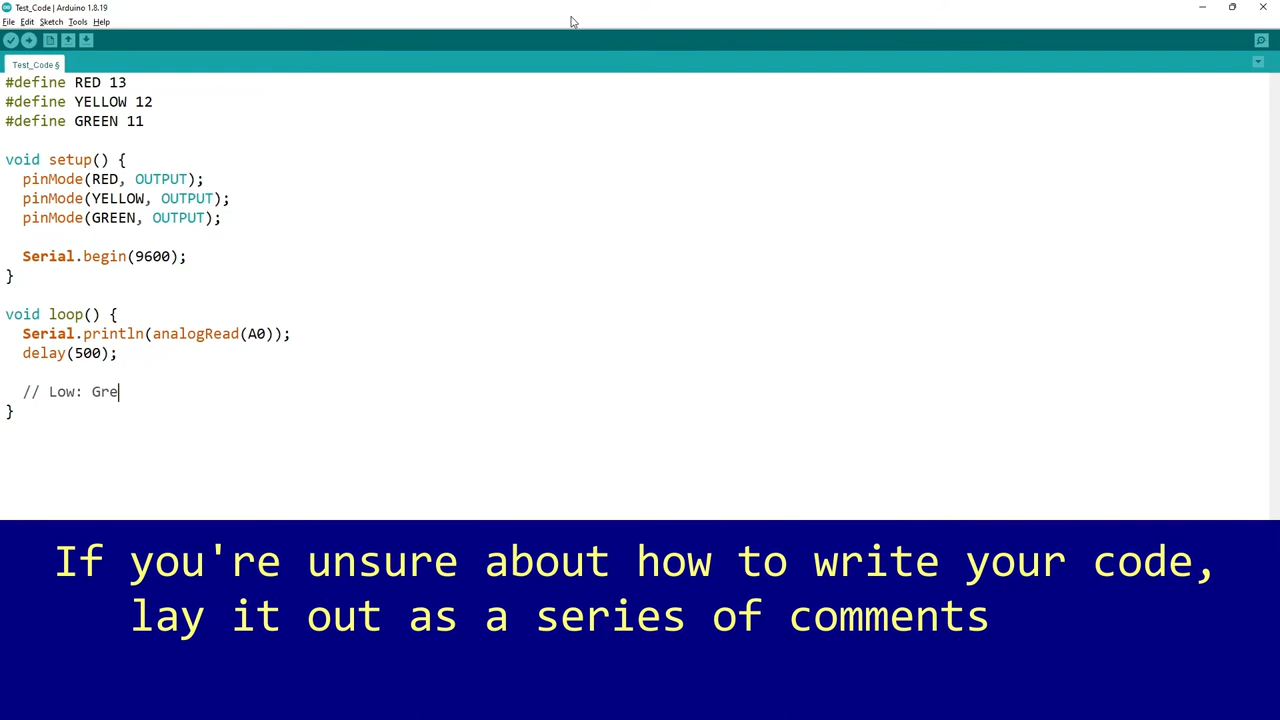 Test_Code | Arduino 1.8.19
File Edit Sketch Tools Help
Test_Code §
#define RED 13
#define YELLOW 12
#define GREEN 11
void setup() {
pinMode(RED, OUTPUT);
pinMode(YELLOW, OUTPUT);
pinMode(GREEN, OUTPUT);
Serial.begin(9600);
}
void loop() {
Serial.println(analogRead(A0));
delay(500);
// Low: Gre
}
If you're unsure about how to write your code,
lay it out as a series of comments